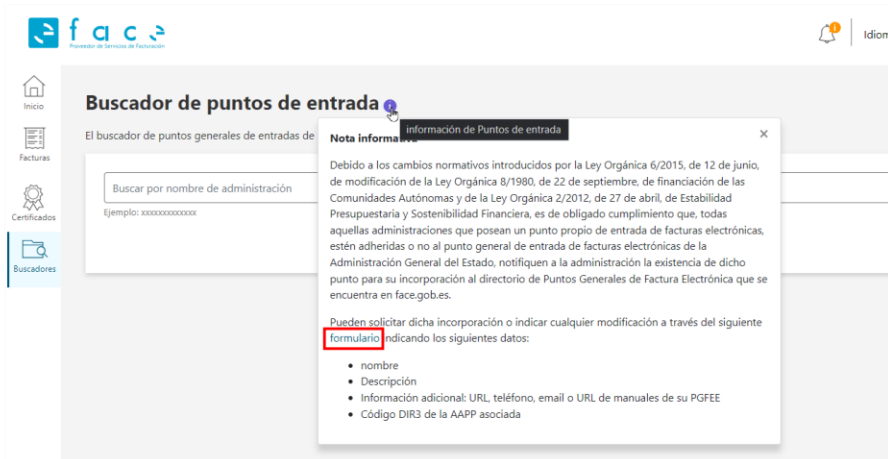 face
Proveedor de Servicios de Facturación
Idiom
Inicio
Facturas
Certificados
Buscadores
Buscador de puntos de entrada
El buscador de puntos generales de entradas de
Buscar por nombre de administración
Ejemplo: xxxxxxxxxxxxx
información de Puntos de entrada
Nota informativa
Debido a los cambios normativos introducidos por la Ley Orgánica 6/2015, de 12 de junio,
de modificación de la Ley Orgánica 8/1980, de 22 de septiembre, de financiación de las
Comunidades Autónomas y de la Ley Orgánica 2/2012, de 27 de abril, de Estabilidad
Presupuestaria y Sostenibilidad Financiera, es de obligado cumplimiento que, todas
aquellas administraciones que posean un punto propio de entrada de facturas electrónicas,
estén adheridas o no al punto general de entrada de facturas electrónicas de la
Administración General del Estado, notifiquen a la administración la existencia de dicho
punto para su incorporación al directorio de Puntos Generales de Factura Electrónica que se
encuentra en face.gob.es.
Pueden solicitar dicha incorporación o indicar cualquier modificación a través del siguiente
formulario indicando los siguientes datos:
• nombre
• Descripción
• Información adicional: URL, teléfono, email o URL de manuales de su PGFEE
• Código DIR3 de la AAPP asociada